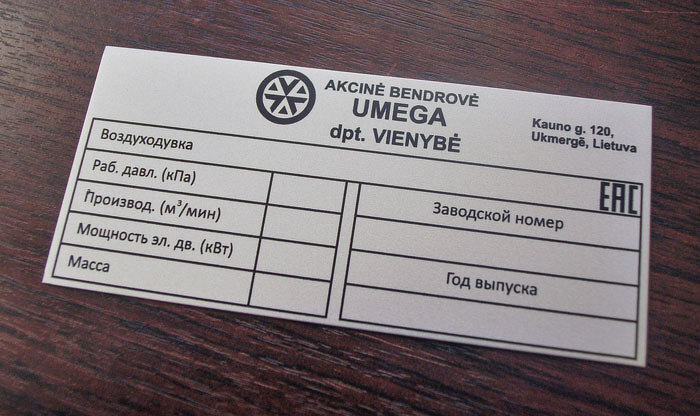 AKCINĖ BENDROVĖ
UMEGA
dpt. VIENYBĖ
Kauno g. 120,
Ukmergė, Lietuva
Воздуходувка
EAC
Раб. давл. (кПа)
Производ. (м³/мин)
Мощность эл. дв. (кВт)
Масса
Заводской номер
Год выпуска